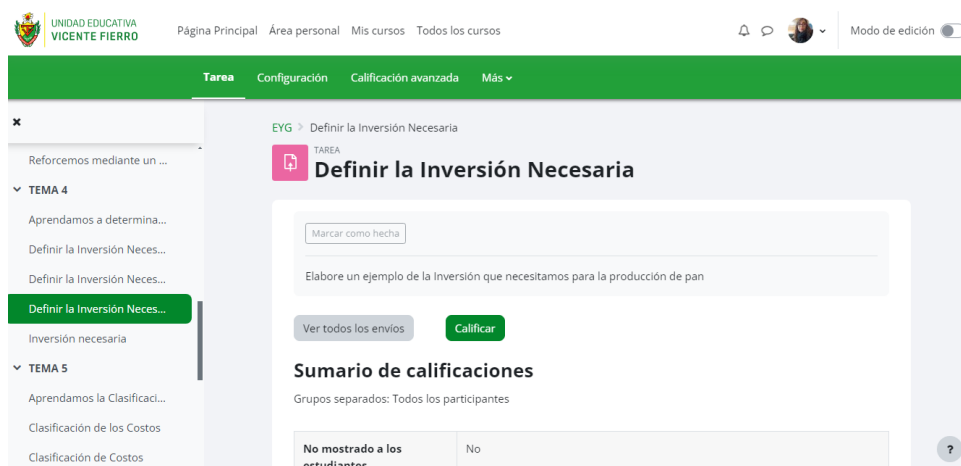 UNIDAD EDUCATIVA
VICENTE FIERRO
Página Principal Área personal Mis cursos Todos los cursos
Modo de edición
Tarea Configuración Calificación avanzada Más
EYG > Definir la Inversión Necesaria
TAREA
Definir la Inversión Necesaria
Reforcemos mediante un ...
TEMA 4
Aprendamos a determina...
Definir la Inversión Neces...
Definir la Inversión Neces...
Definir la Inversión Neces...
Inversión necesaria
TEMA 5
Aprendamos la Clasificaci...
Clasificación de los Costos
Clasificación de Costos
Marcar como hecha
Elabore un ejemplo de la Inversión que necesitamos para la producción de pan
Ver todos los envíos Calificar
Sumario de calificaciones
Grupos separados: Todos los participantes
No mostrado a los No
estudiantes
?